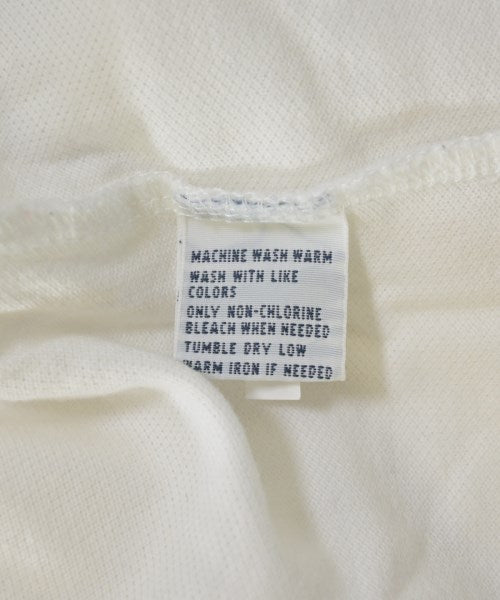 MACHINE WASH WARM
WASH WITH LIKE
COLORS
ONLY NON-CHLORINE
BLEACH WHEN NEEDED
TUMBLE DRY LOW
WARM IRON IF NEEDED